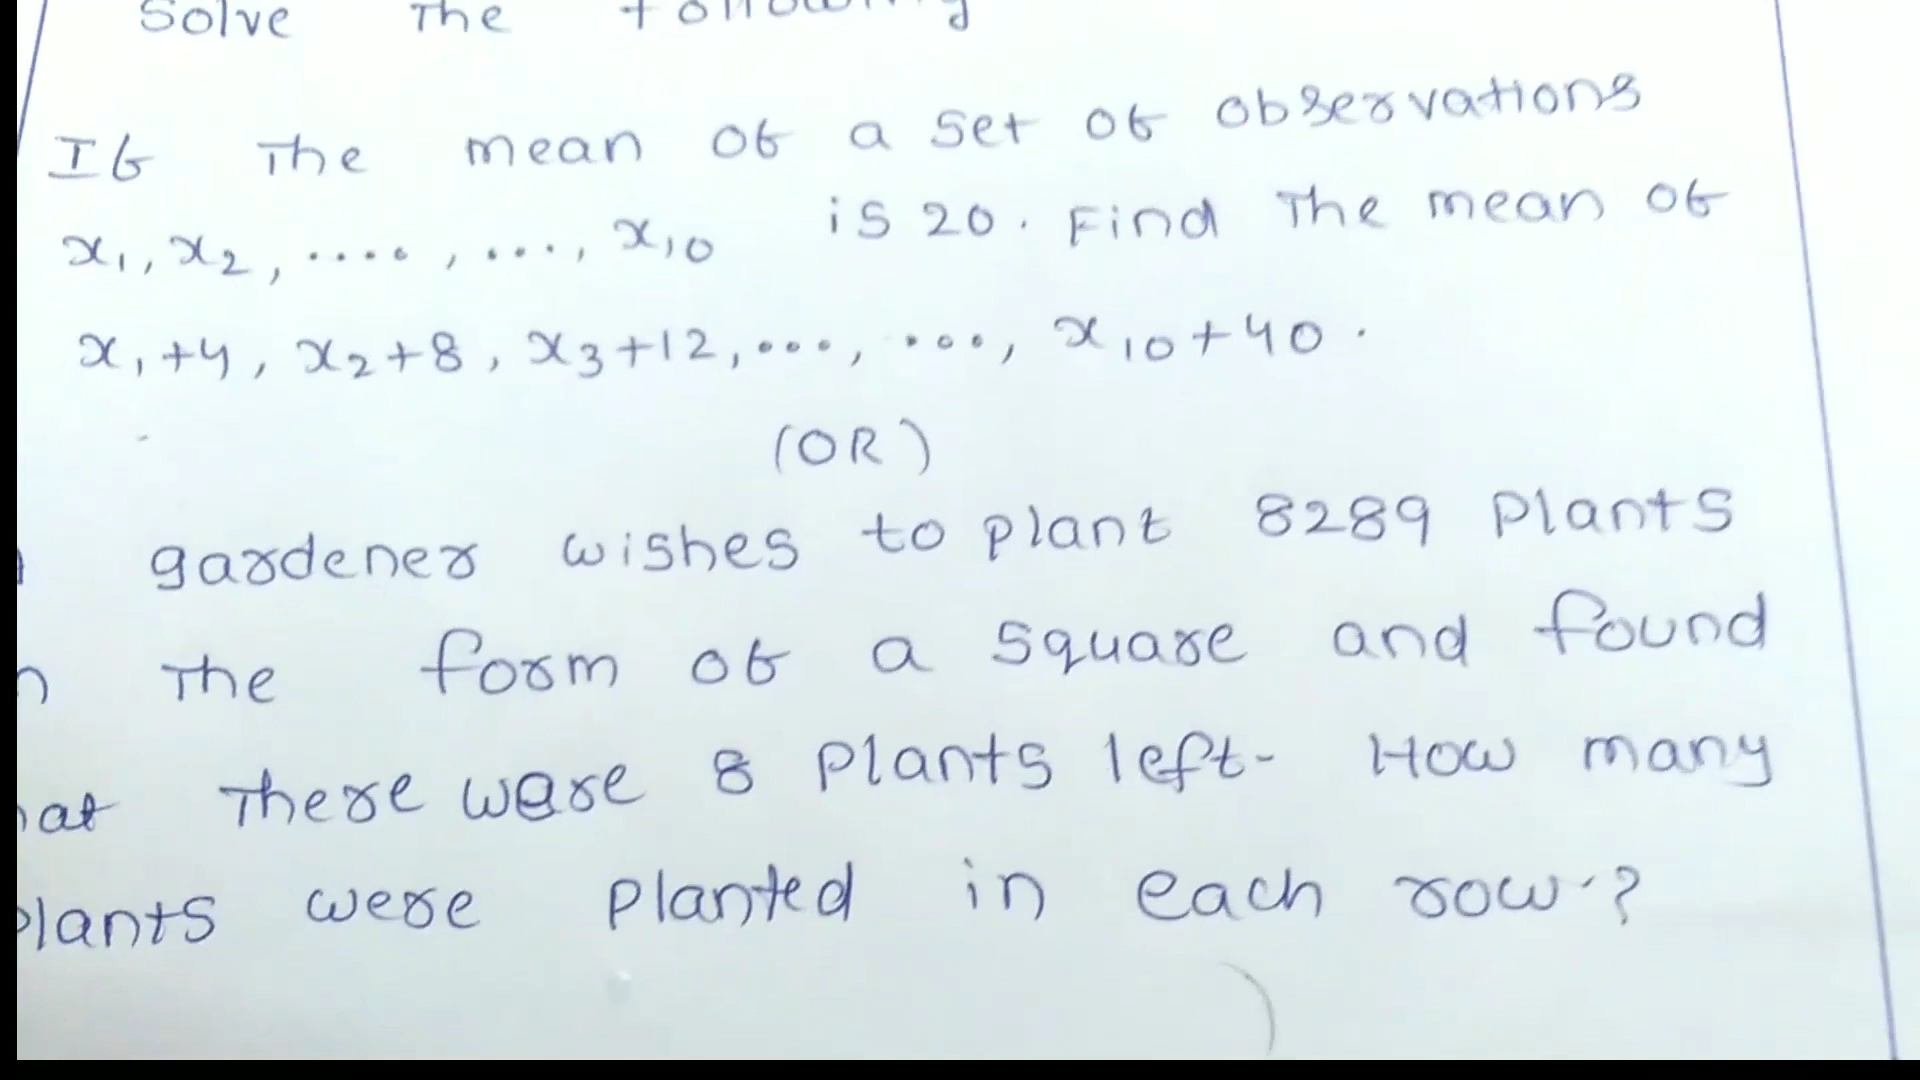 Solve The following
If The mean of a set of observations
x₁, x₂, ...., ..., x₁₀ is 20. Find The mean of
x₁+4, x₂+8, x₃+12, ..., ..., x₁₀+40.
(OR)
gardener wishes to plant 8289 plants
The form of a square and found
There were 8 plants left. How many
plants were planted in each row?